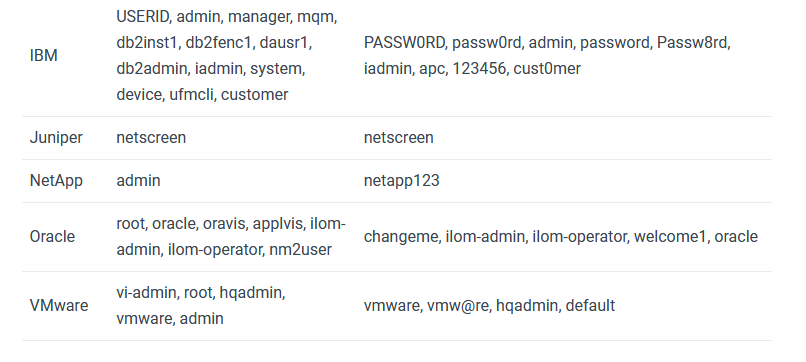 USERID, admin, manager, mqm,
db2inst1, db2fenc1, dausr1,
IBM
db2admin, iadmin, system,
device, ufmcli, customer
PASSW0RD, passw0rd, admin, password, Passw8rd,
iadmin, apc, 123456, cust0mer
Juniper netscreen netscreen
NetApp admin netapp123
Oracle
root, oracle, oravis, applvis, ilom-
admin, ilom-operator, nm2user
changeme, ilom-admin, ilom-operator, welcome1, oracle
VMware
vi-admin, root, hqadmin,
vmware, admin
vmware, vmw@re, hqadmin, default